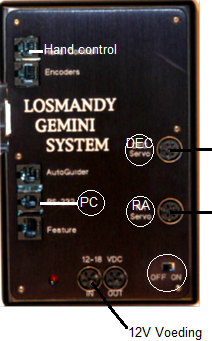 Hand control
Encoders
LOSMANDY
GEMINI
SYSTEM
DEC
Servo
AutoGuider
RS-232
PC
RA
Servo
Feature
12-18 VDC
IN OUT
OFF ON
12V Voeding